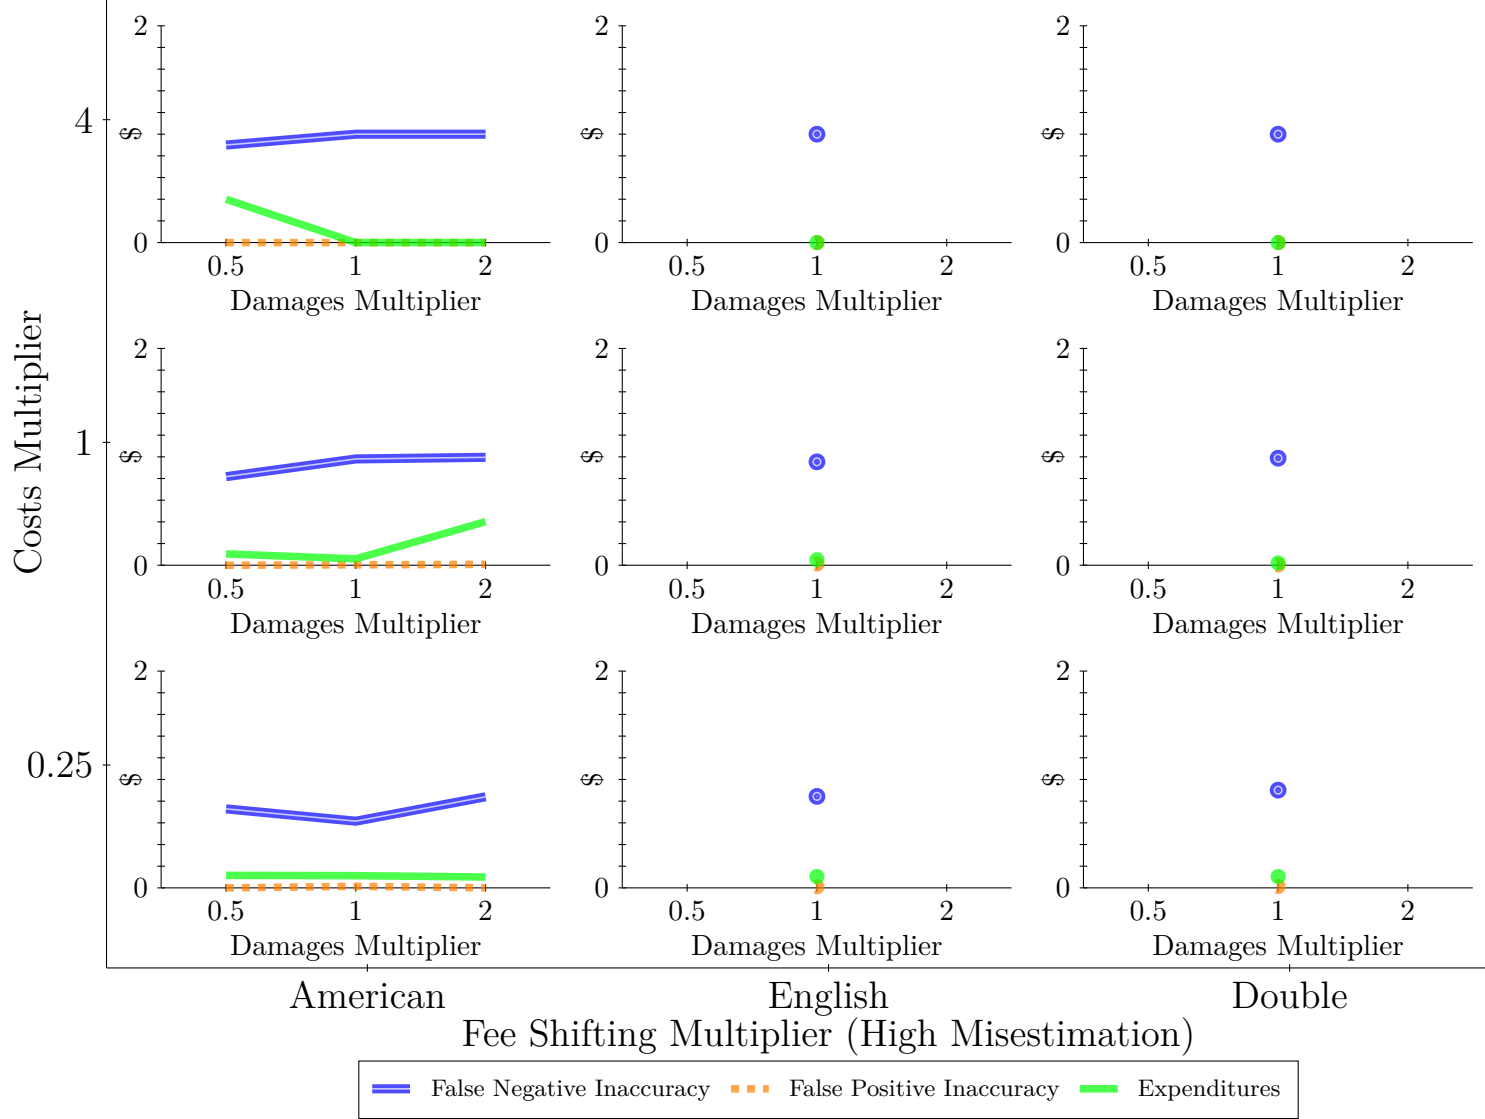 2
$
0
0.5 1 2
Damages Multiplier
2
$
0
0.5 1 2
Damages Multiplier
2
$
0
0.5 1 2
Damages Multiplier
4
2
$
0
0.5 1 2
Damages Multiplier
2
$
0
0.5 1 2
Damages Multiplier
2
$
0
0.5 1 2
Damages Multiplier
1
Costs Multiplier
2
$
0
0.5 1 2
Damages Multiplier
2
$
0
0.5 1 2
Damages Multiplier
2
$
0
0.5 1 2
Damages Multiplier
0.25
American English Double
Fee Shifting Multiplier (High Misestimation)
False Negative Inaccuracy False Positive Inaccuracy Expenditures